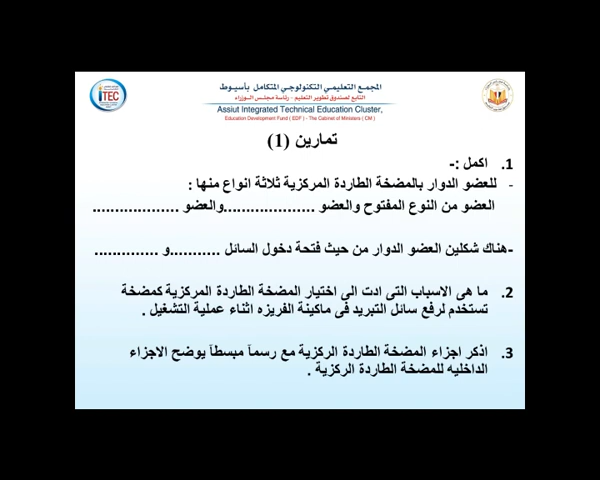 المجمع التعليمي التكنولوجي المتكامل بأسيوط
التابع لصندوق تطوير التعليم - رئاسة مجلس الوزراء
Assiut Integrated Technical Education Cluster,
Education Development Fund ( EDF ) - The Cabinet of Ministers ( CM )
iTEC
تمارين (1)
1. اكمل :-
- للعضو الدوار بالمضخة الطاردة المركزية ثلاثة انواع منها :
العضو من النوع المفتوح والعضو ....................والعضو ...................
-هناك شكلين العضو الدوار من حيث فتحة دخول السائل ...........و ..............
2. ما هى الاسباب التى ادت الى اختيار المضخة الطاردة المركزية كمضخة
تستخدم لرفع سائل التبريد فى ماكينة الفريزه اثناء عملية التشغيل .
3. اذكر اجزاء المضخة الطاردة الركزية مع رسماً مبسطاً يوضح الاجزاء
الداخليه للمضخة الطاردة الركزية .